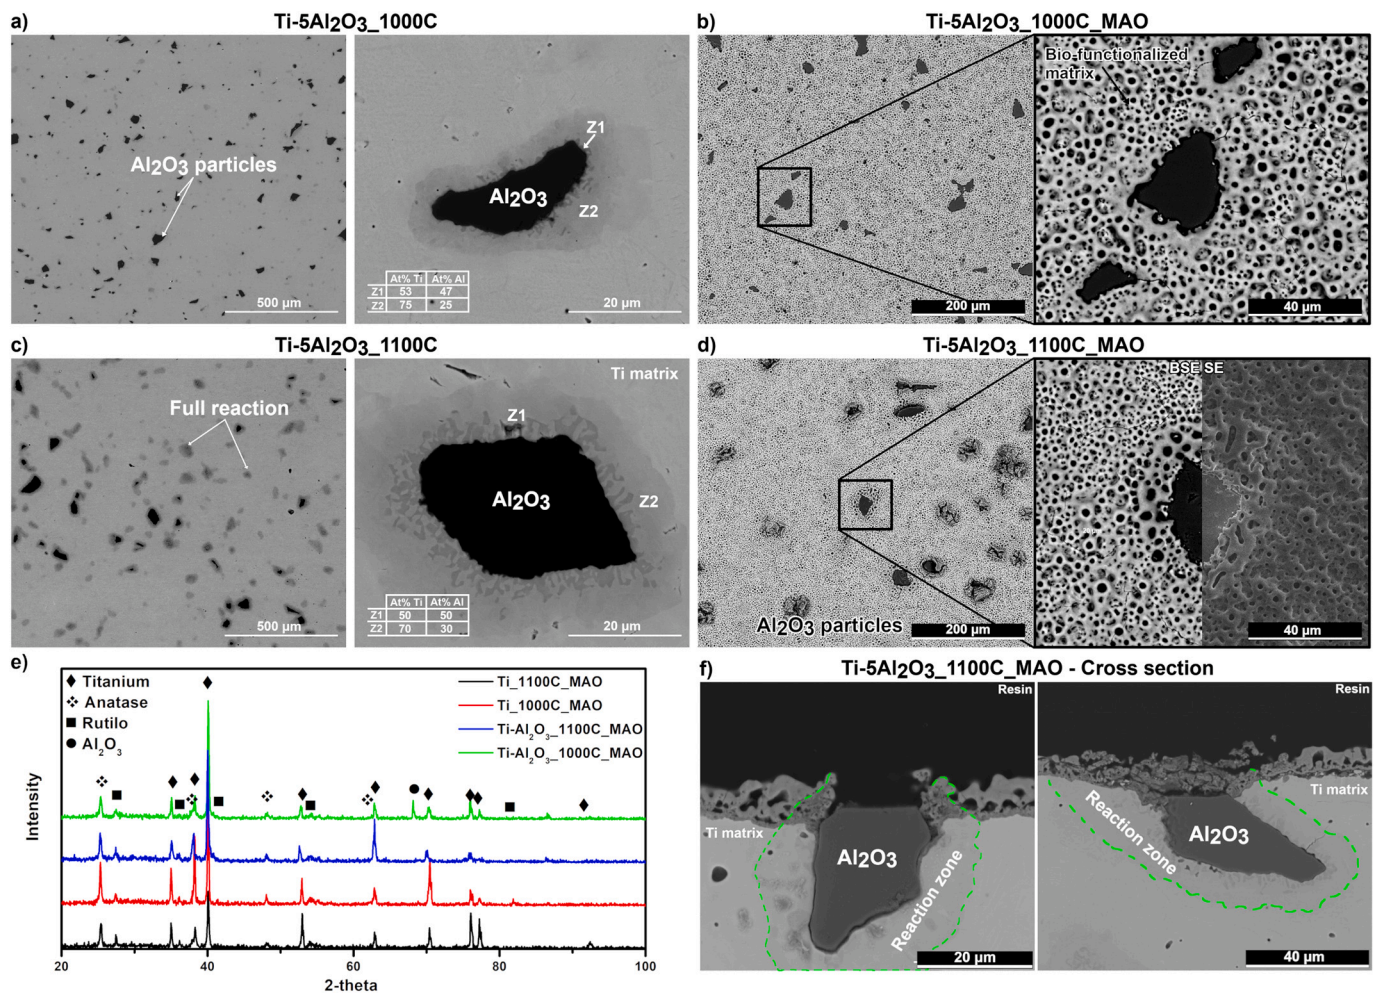 a) Ti-5Al2O3_1000C
Al2O3 particles
500 µm
Z1
Al2O3
Z2
At% Ti At% Al
Z1 53 47
Z2 75 25
20 µm
b) Ti-5Al2O3_1000C_MAO
200 µm
Bio-functionalized
matrix
40 µm
c) Ti-5Al2O3_1100C
Full reaction
500 µm
Ti matrix
Z1
Al2O3
Z2
At% Ti At% Al
Z1 50 50
Z2 70 30
20 µm
d) Ti-5Al2O3_1100C_MAO
Al2O3 particles
200 µm
BSE SE
40 µm
e)
Titanium
Anatase
Rutilo
Al2O3
Ti_1100C_MAO
Ti_1000C_MAO
Ti-Al2O3_1100C_MAO
Ti-Al2O3_1000C_MAO
Intensity
20 40 60 80 100
2-theta
f) Ti-5Al2O3_1100C_MAO - Cross section
Resin
Ti matrix
Al2O3
Reaction zone
20 µm
Resin
Ti matrix
Al2O3
Reaction zone
40 µm